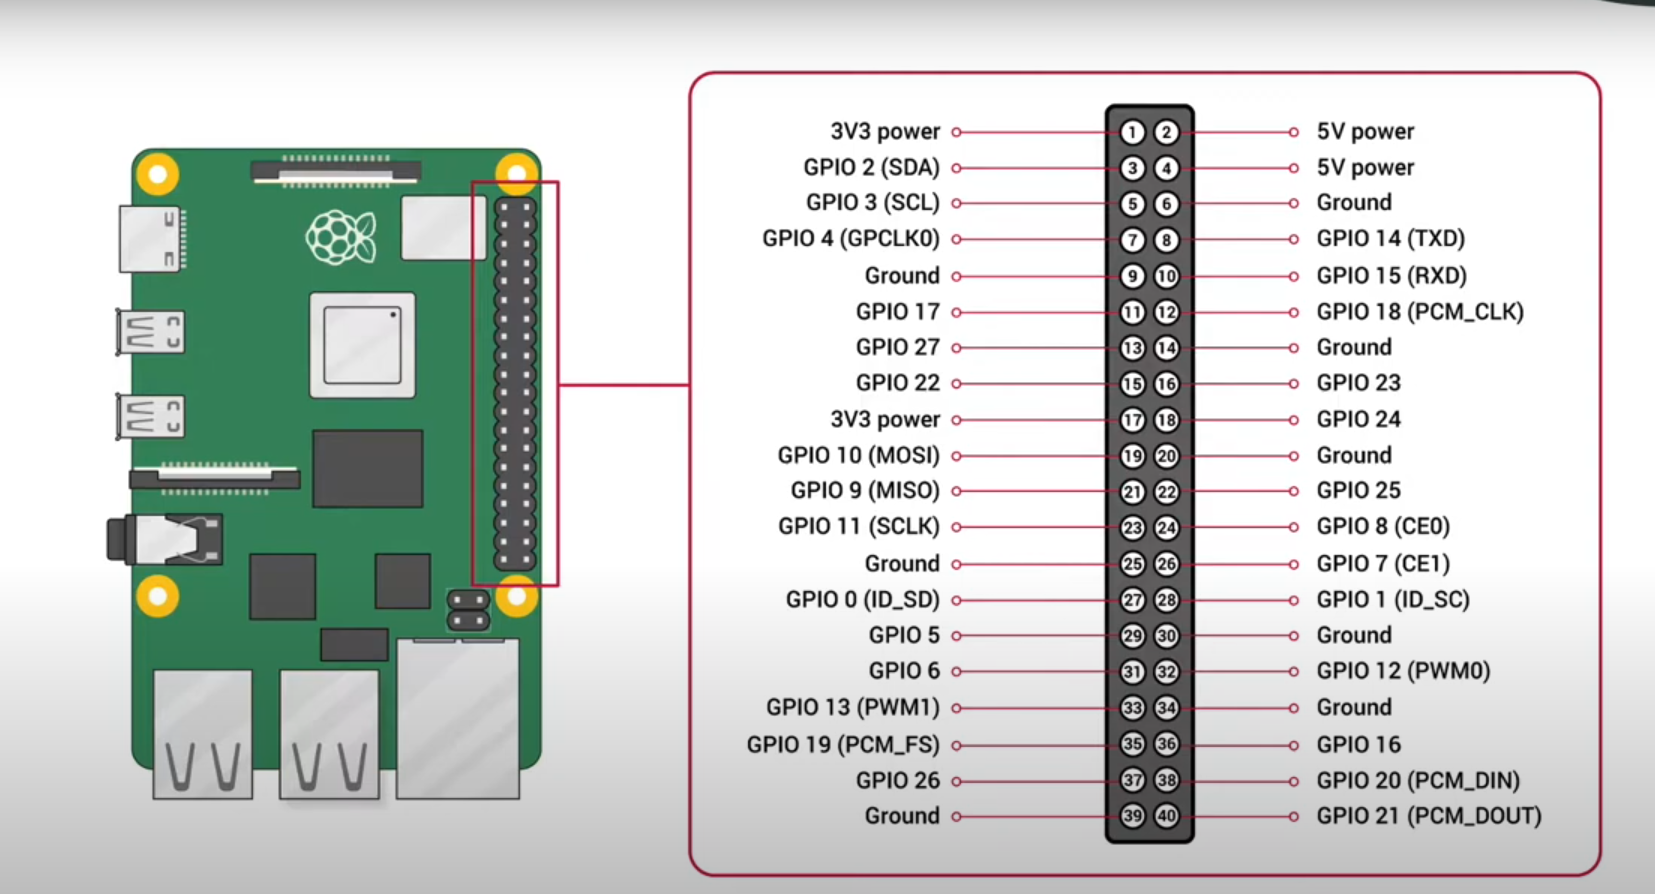 3V3 power 1 2 5V power
GPIO 2 (SDA) 3 4 5V power
GPIO 3 (SCL) 5 6 Ground
GPIO 4 (GPCLK0) 7 8 GPIO 14 (TXD)
Ground 9 10 GPIO 15 (RXD)
GPIO 17 11 12 GPIO 18 (PCM_CLK)
GPIO 27 13 14 Ground
GPIO 22 15 16 GPIO 23
3V3 power 17 18 GPIO 24
GPIO 10 (MOSI) 19 20 Ground
GPIO 9 (MISO) 21 22 GPIO 25
GPIO 11 (SCLK) 23 24 GPIO 8 (CE0)
Ground 25 26 GPIO 7 (CE1)
GPIO 0 (ID_SD) 27 28 GPIO 1 (ID_SC)
GPIO 5 29 30 Ground
GPIO 6 31 32 GPIO 12 (PWM0)
GPIO 13 (PWM1) 33 34 Ground
GPIO 19 (PCM_FS) 35 36 GPIO 16
GPIO 26 37 38 GPIO 20 (PCM_DIN)
Ground 39 40 GPIO 21 (PCM_DOUT)